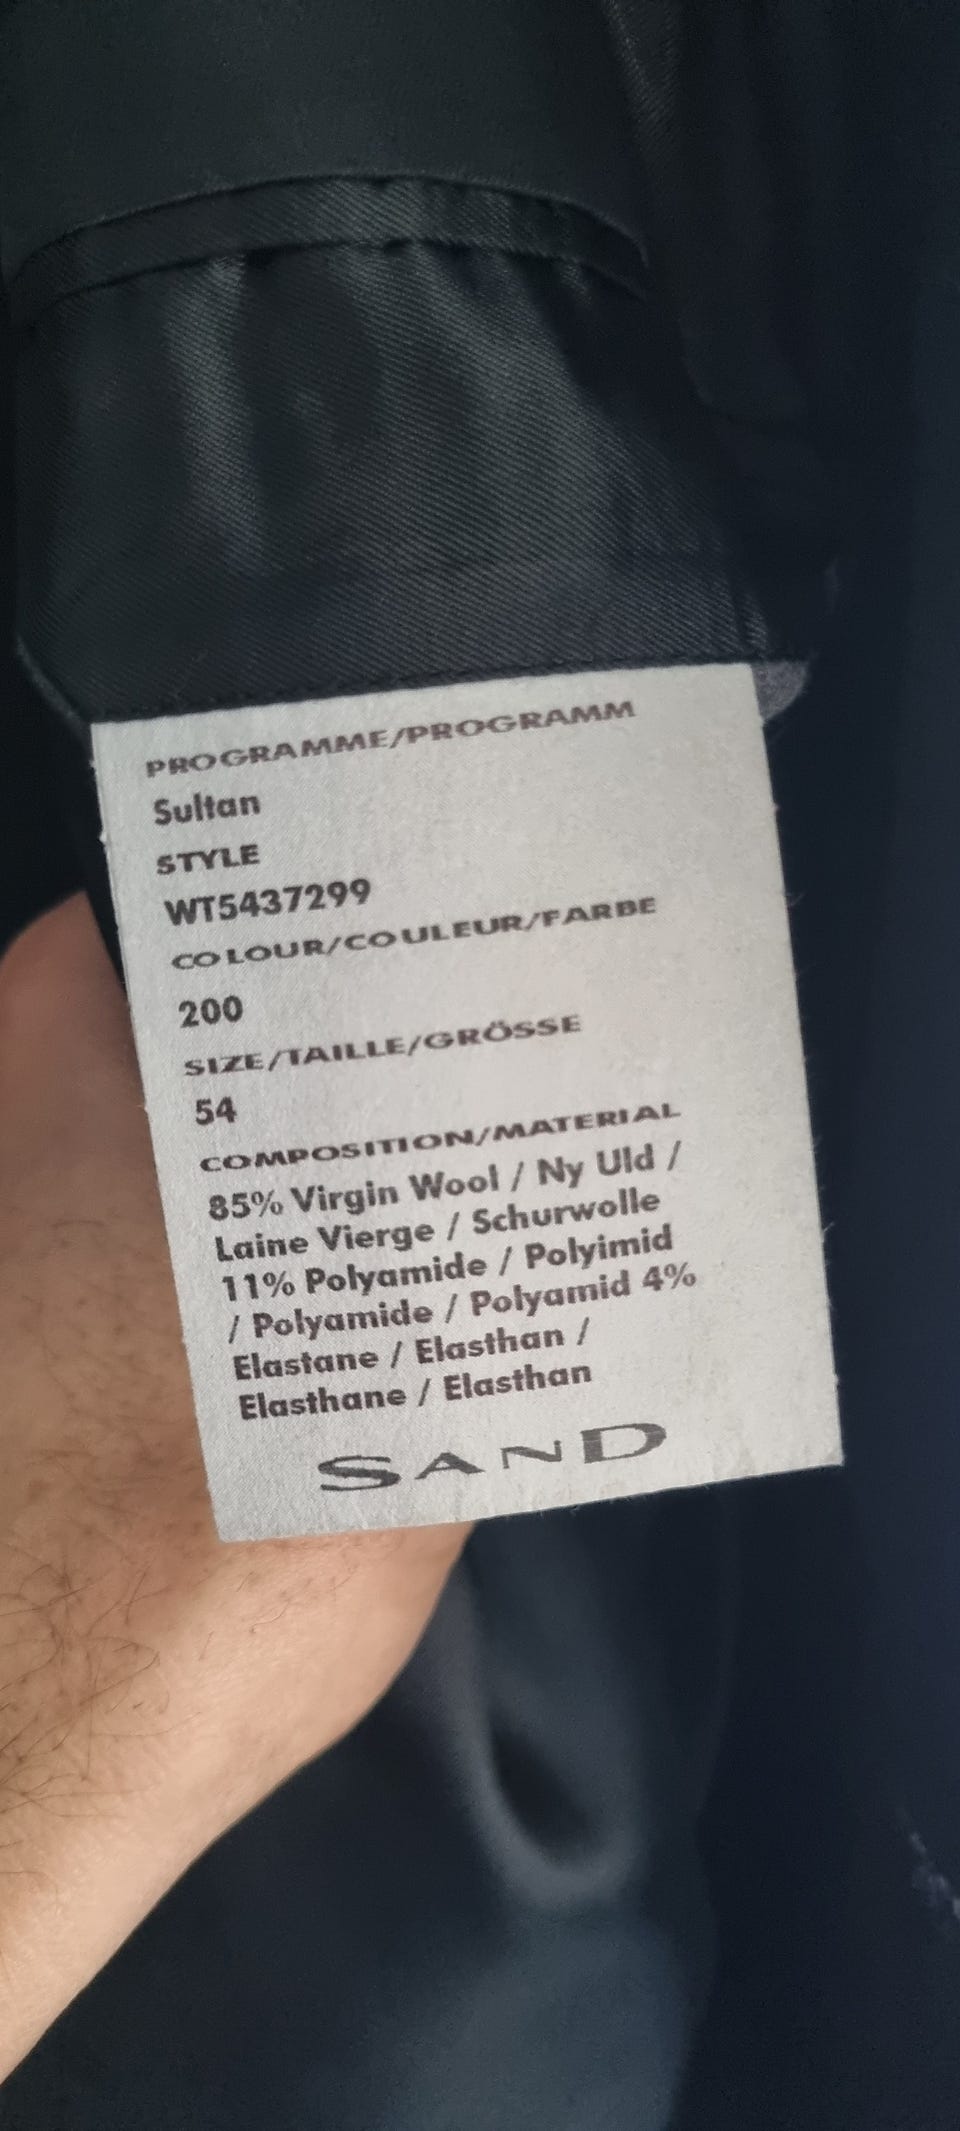 PROGRAMME/PROGRAMM
Sultan
STYLE
WT5437299
COLOUR/COULEUR/FARBE
200
SIZE/TAILLE/GRÖSSE
54
COMPOSITION/MATERIAL
85% Virgin Wool / Ny Uld /
Laine Vierge / Schurwolle
11% Polyamide / Polyimid
/ Polyamide / Polyamid 4%
Elastane / Elasthan /
Elasthane / Elasthan
SAND